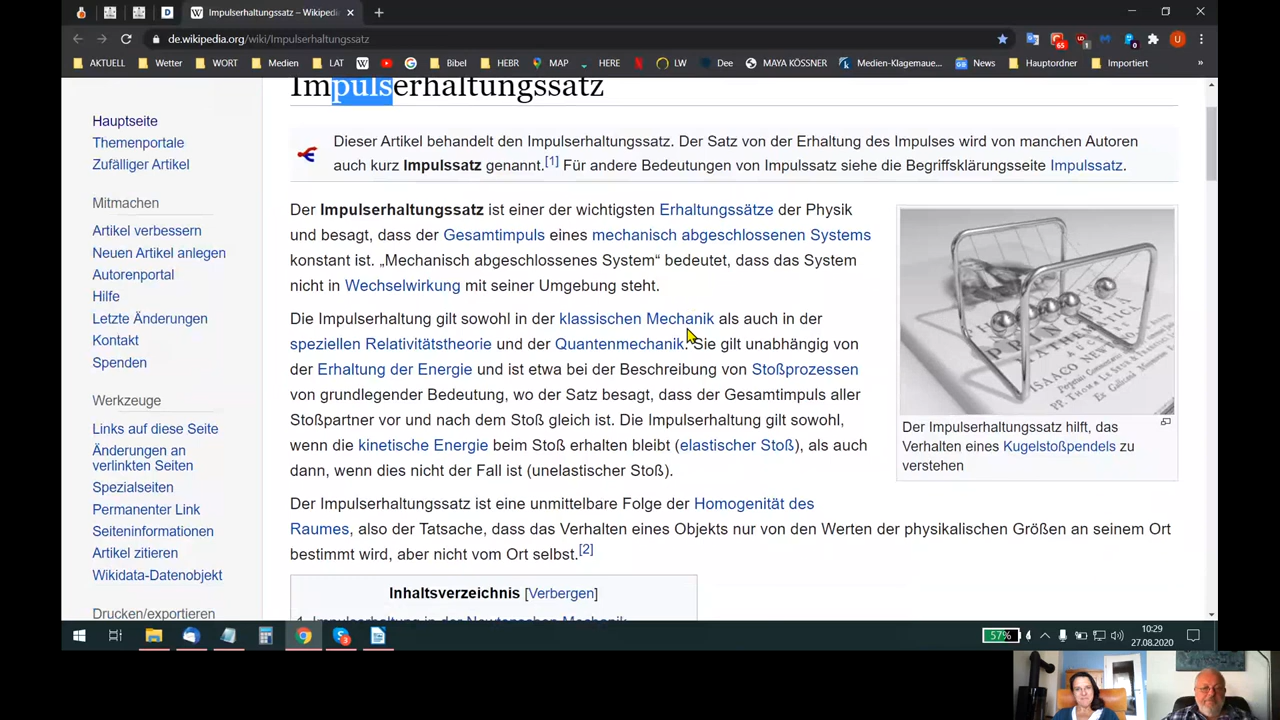 Impulserhaltungssatz – Wikipedi
de.wikipedia.org/wiki/Impulserhaltungssatz
65 1 0 U
AKTUELL Wetter WORT Medien LAT Bibel HEBR MAP HERE LW Dee MAYA KÖSSNER Medien-Klagemaue... News Hauptordner Importiert »
Impulserhaltungssatz
Hauptseite
Themenportale
Zufälliger Artikel
Mitmachen
Artikel verbessern
Neuen Artikel anlegen
Autorenportal
Hilfe
Letzte Änderungen
Kontakt
Spenden
Werkzeuge
Links auf diese Seite
Änderungen an
verlinkten Seiten
Spezialseiten
Permanenter Link
Seiteninformationen
Artikel zitieren
Wikidata-Datenobjekt
Drucken/exportieren
Dieser Artikel behandelt den Impulserhaltungssatz. Der Satz von der Erhaltung des Impulses wird von manchen Autoren
auch kurz Impulssatz genannt.[1] Für andere Bedeutungen von Impulssatz siehe die Begriffsklärungsseite Impulssatz.
Der Impulserhaltungssatz ist einer der wichtigsten Erhaltungssätze der Physik
und besagt, dass der Gesamtimpuls eines mechanisch abgeschlossenen Systems
konstant ist. „Mechanisch abgeschlossenes System“ bedeutet, dass das System
nicht in Wechselwirkung mit seiner Umgebung steht.
Die Impulserhaltung gilt sowohl in der klassischen Mechanik als auch in der
speziellen Relativitätstheorie und der Quantenmechanik. Sie gilt unabhängig von
der Erhaltung der Energie und ist etwa bei der Beschreibung von Stoßprozessen
von grundlegender Bedeutung, wo der Satz besagt, dass der Gesamtimpuls aller
Stoßpartner vor und nach dem Stoß gleich ist. Die Impulserhaltung gilt sowohl,
wenn die kinetische Energie beim Stoß erhalten bleibt (elastischer Stoß), als auch
dann, wenn dies nicht der Fall ist (unelastischer Stoß).
Der Impulserhaltungssatz ist eine unmittelbare Folge der Homogenität des
Raumes, also der Tatsache, dass das Verhalten eines Objekts nur von den Werten der physikalischen Größen an seinem Ort
bestimmt wird, aber nicht vom Ort selbst.[2]
ISAACO
Der Impulserhaltungssatz hilft, das
Verhalten eines Kugelstoßpendels zu
verstehen
Inhaltsverzeichnis [Verbergen]
1 Impulserhaltung in der Newtonschen Mechanik
57%
10:29
27.08.2020